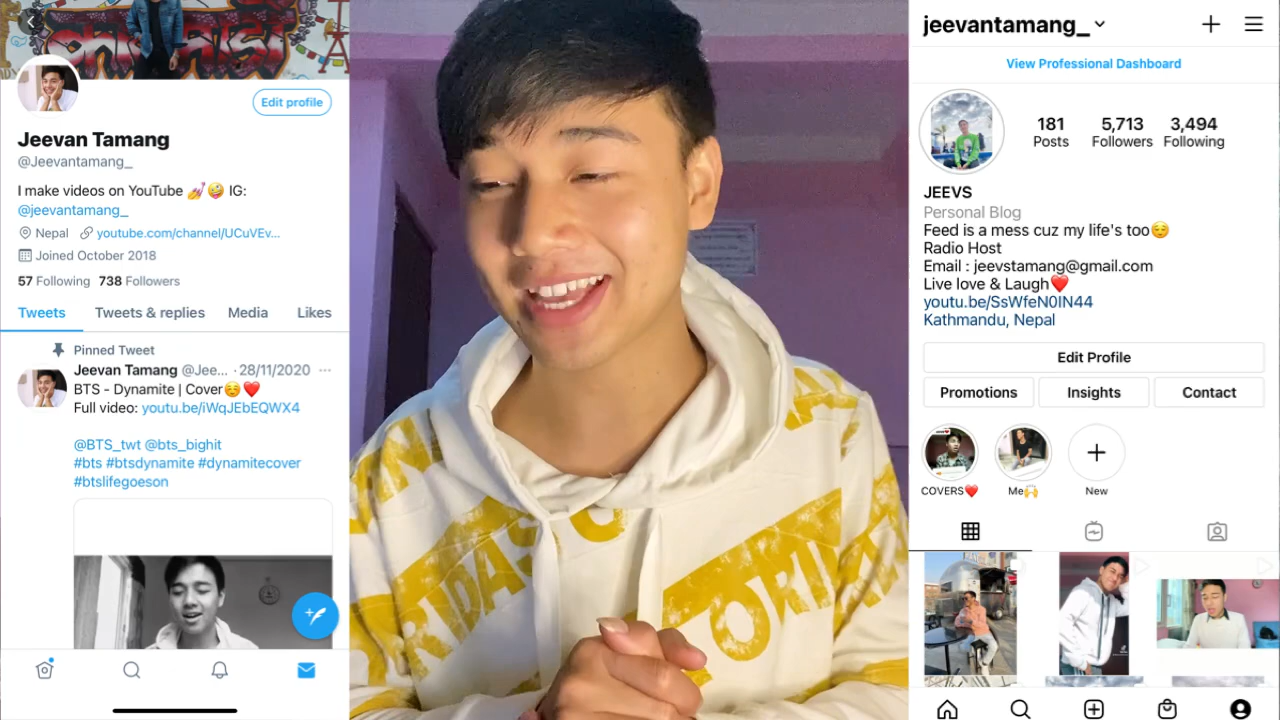 Edit profile
Jeevan Tamang
@Jeevantamang_
I make videos on YouTube 💅🤪 IG:
@jeevantamang_
Nepal youtube.com/channel/UCuVEv...
Joined October 2018
57 Following 738 Followers
Tweets Tweets & replies Media Likes
Pinned Tweet
Jeevan Tamang @Jee... · 28/11/2020
BTS - Dynamite | Cover☺️❤️
Full video: youtu.be/iWqJEbEQWX4
@BTS_twt @bts_bighit
#bts #btsdynamite #dynamitecover
#btslifegoeson
jeevantamang_
View Professional Dashboard
181 5,713 3,494
Posts Followers Following
JEEVS
Personal Blog
Feed is a mess cuz my life's too😌
Radio Host
Email : jeevstamang@gmail.com
Live love & Laugh❤️
youtu.be/SsWfeN0IN44
Kathmandu, Nepal
Edit Profile
Promotions Insights Contact
COVERS❤️ Me🙌 New